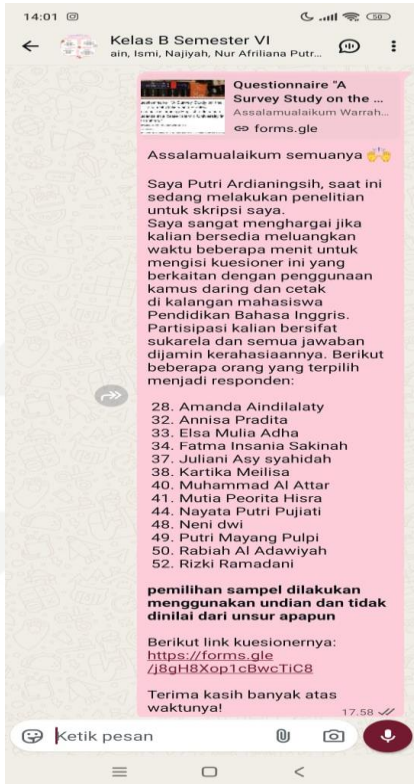 14:01
50
Kelas B Semester VI
ain, Ismi, Najiyah, Nur Afriliana Putr...
Questionnaire "A
Survey Study on the ...
Assalamualaikum Warrah...
forms.gle
Assalamualaikum semuanya 🙌
Saya Putri Ardianingsih, saat ini
sedang melakukan penelitian
untuk skripsi saya.
Saya sangat menghargai jika
kalian bersedia meluangkan
waktu beberapa menit untuk
mengisi kuesioner ini yang
berkaitan dengan penggunaan
kamus daring dan cetak
di kalangan mahasiswa
Pendidikan Bahasa Inggris.
Partisipasi kalian bersifat
sukarela dan semua jawaban
dijamin kerahasiaannya. Berikut
beberapa orang yang terpilih
menjadi responden:
28. Amanda Aindilalaty
32. Annisa Pradita
33. Elsa Mulia Adha
34. Fatma Insania Sakinah
37. Juliani Asy syahidah
38. Kartika Meilisa
40. Muhammad Al Attar
41. Mutia Peorita Hisra
44. Nayata Putri Pujiati
48. Neni dwi
49. Putri Mayang Pulpi
50. Rabiah Al Adawiyah
52. Rizki Ramadani
pemilihan sampel dilakukan
menggunakan undian dan tidak
dinilai dari unsur apapun
Berikut link kuesionernya:
https://forms.gle
/j8gH8Xop1cBwcTiC8
Terima kasih banyak atas
waktunya!
17.58
Ketik pesan